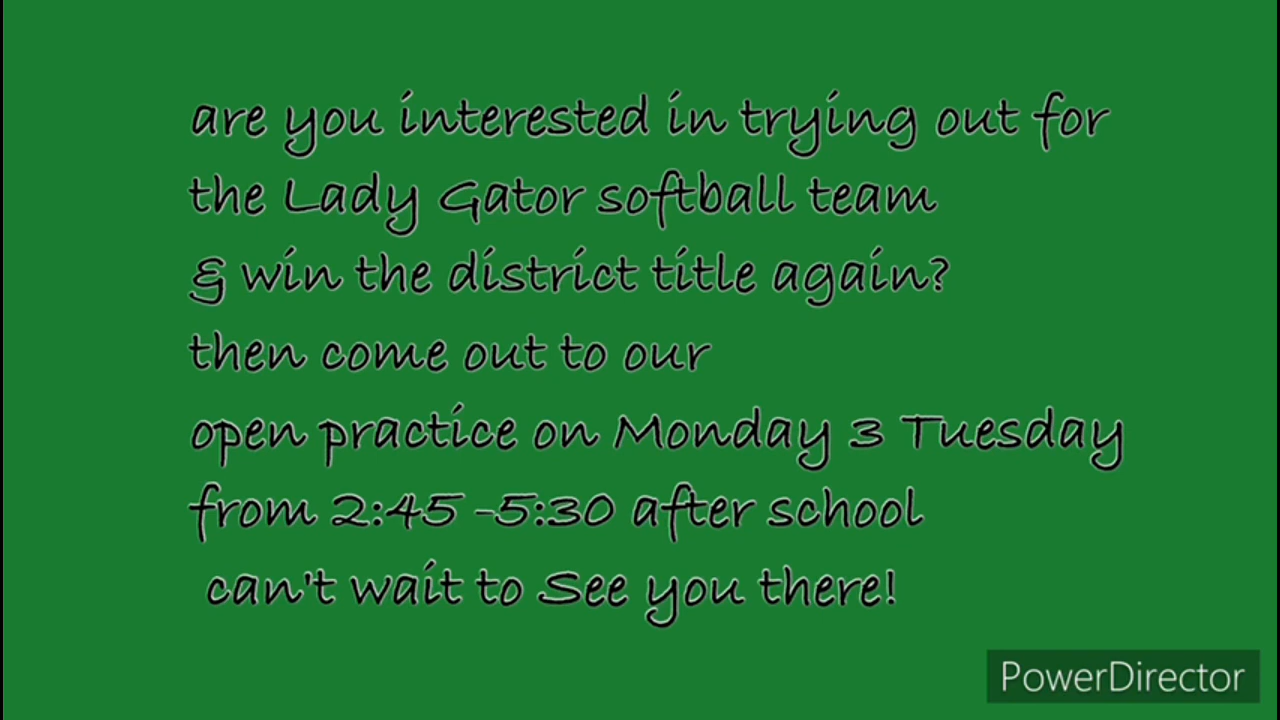 are you interested in trying out for
the Lady Gator softball team
& win the district title again?
then come out to our
open practice on Monday 3 Tuesday
from 2:45 -5:30 after school
can't wait to See you there!
PowerDirector